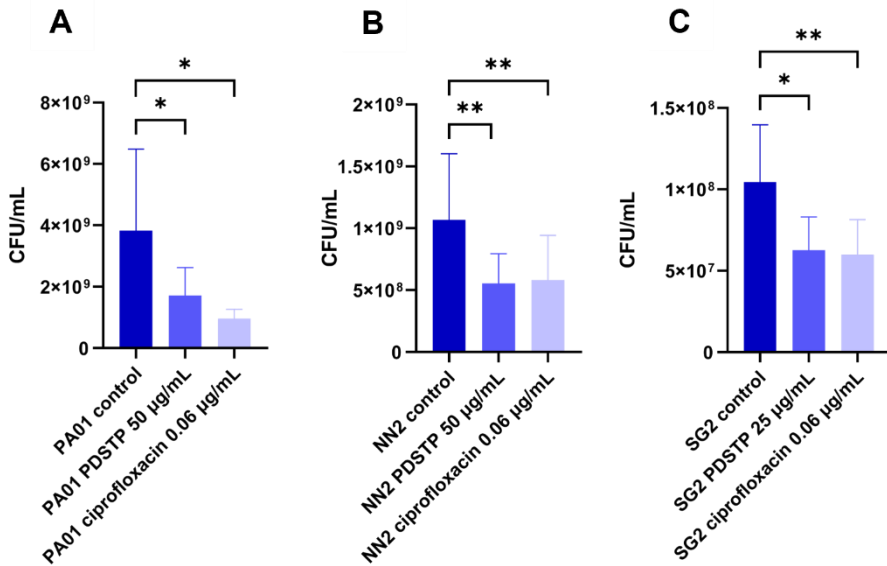 A
CFU/mL
8×10⁹
6×10⁹
4×10⁹
2×10⁹
0
*
*
PA01 control
PA01 PDSTP 50 µg/mL
PA01 ciprofloxacin 0.06 µg/mL
B
CFU/mL
2×10⁹
1.5×10⁹
1×10⁹
5×10⁸
0
**
**
NN2 control
NN2 PDSTP 50 µg/mL
NN2 ciprofloxacin 0.06 µg/mL
C
CFU/mL
1.5×10⁸
1×10⁸
5×10⁷
0
**
*
SG2 control
SG2 PDSTP 25 µg/mL
SG2 ciprofloxacin 0.06 µg/mL